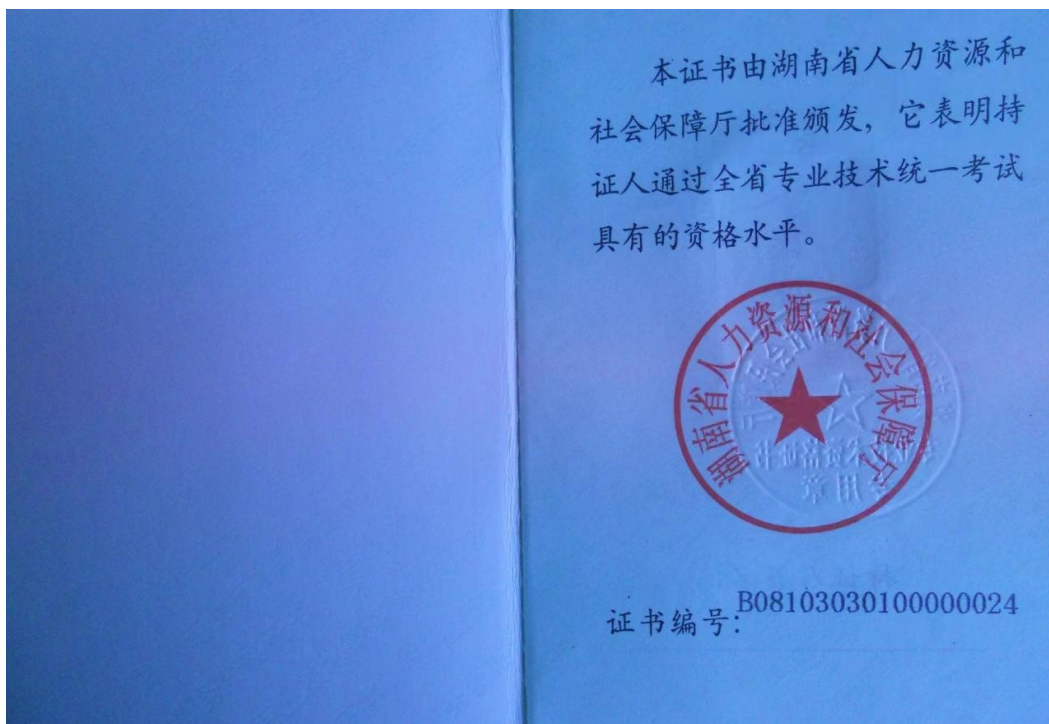 本证书由湖南省人力资源和
社会保障厅批准颁发，它表明持
证人通过全省专业技术统一考试
具有的资格水平。
湖南省人力资源和社会保障厅
证书编号:B08103030100000024